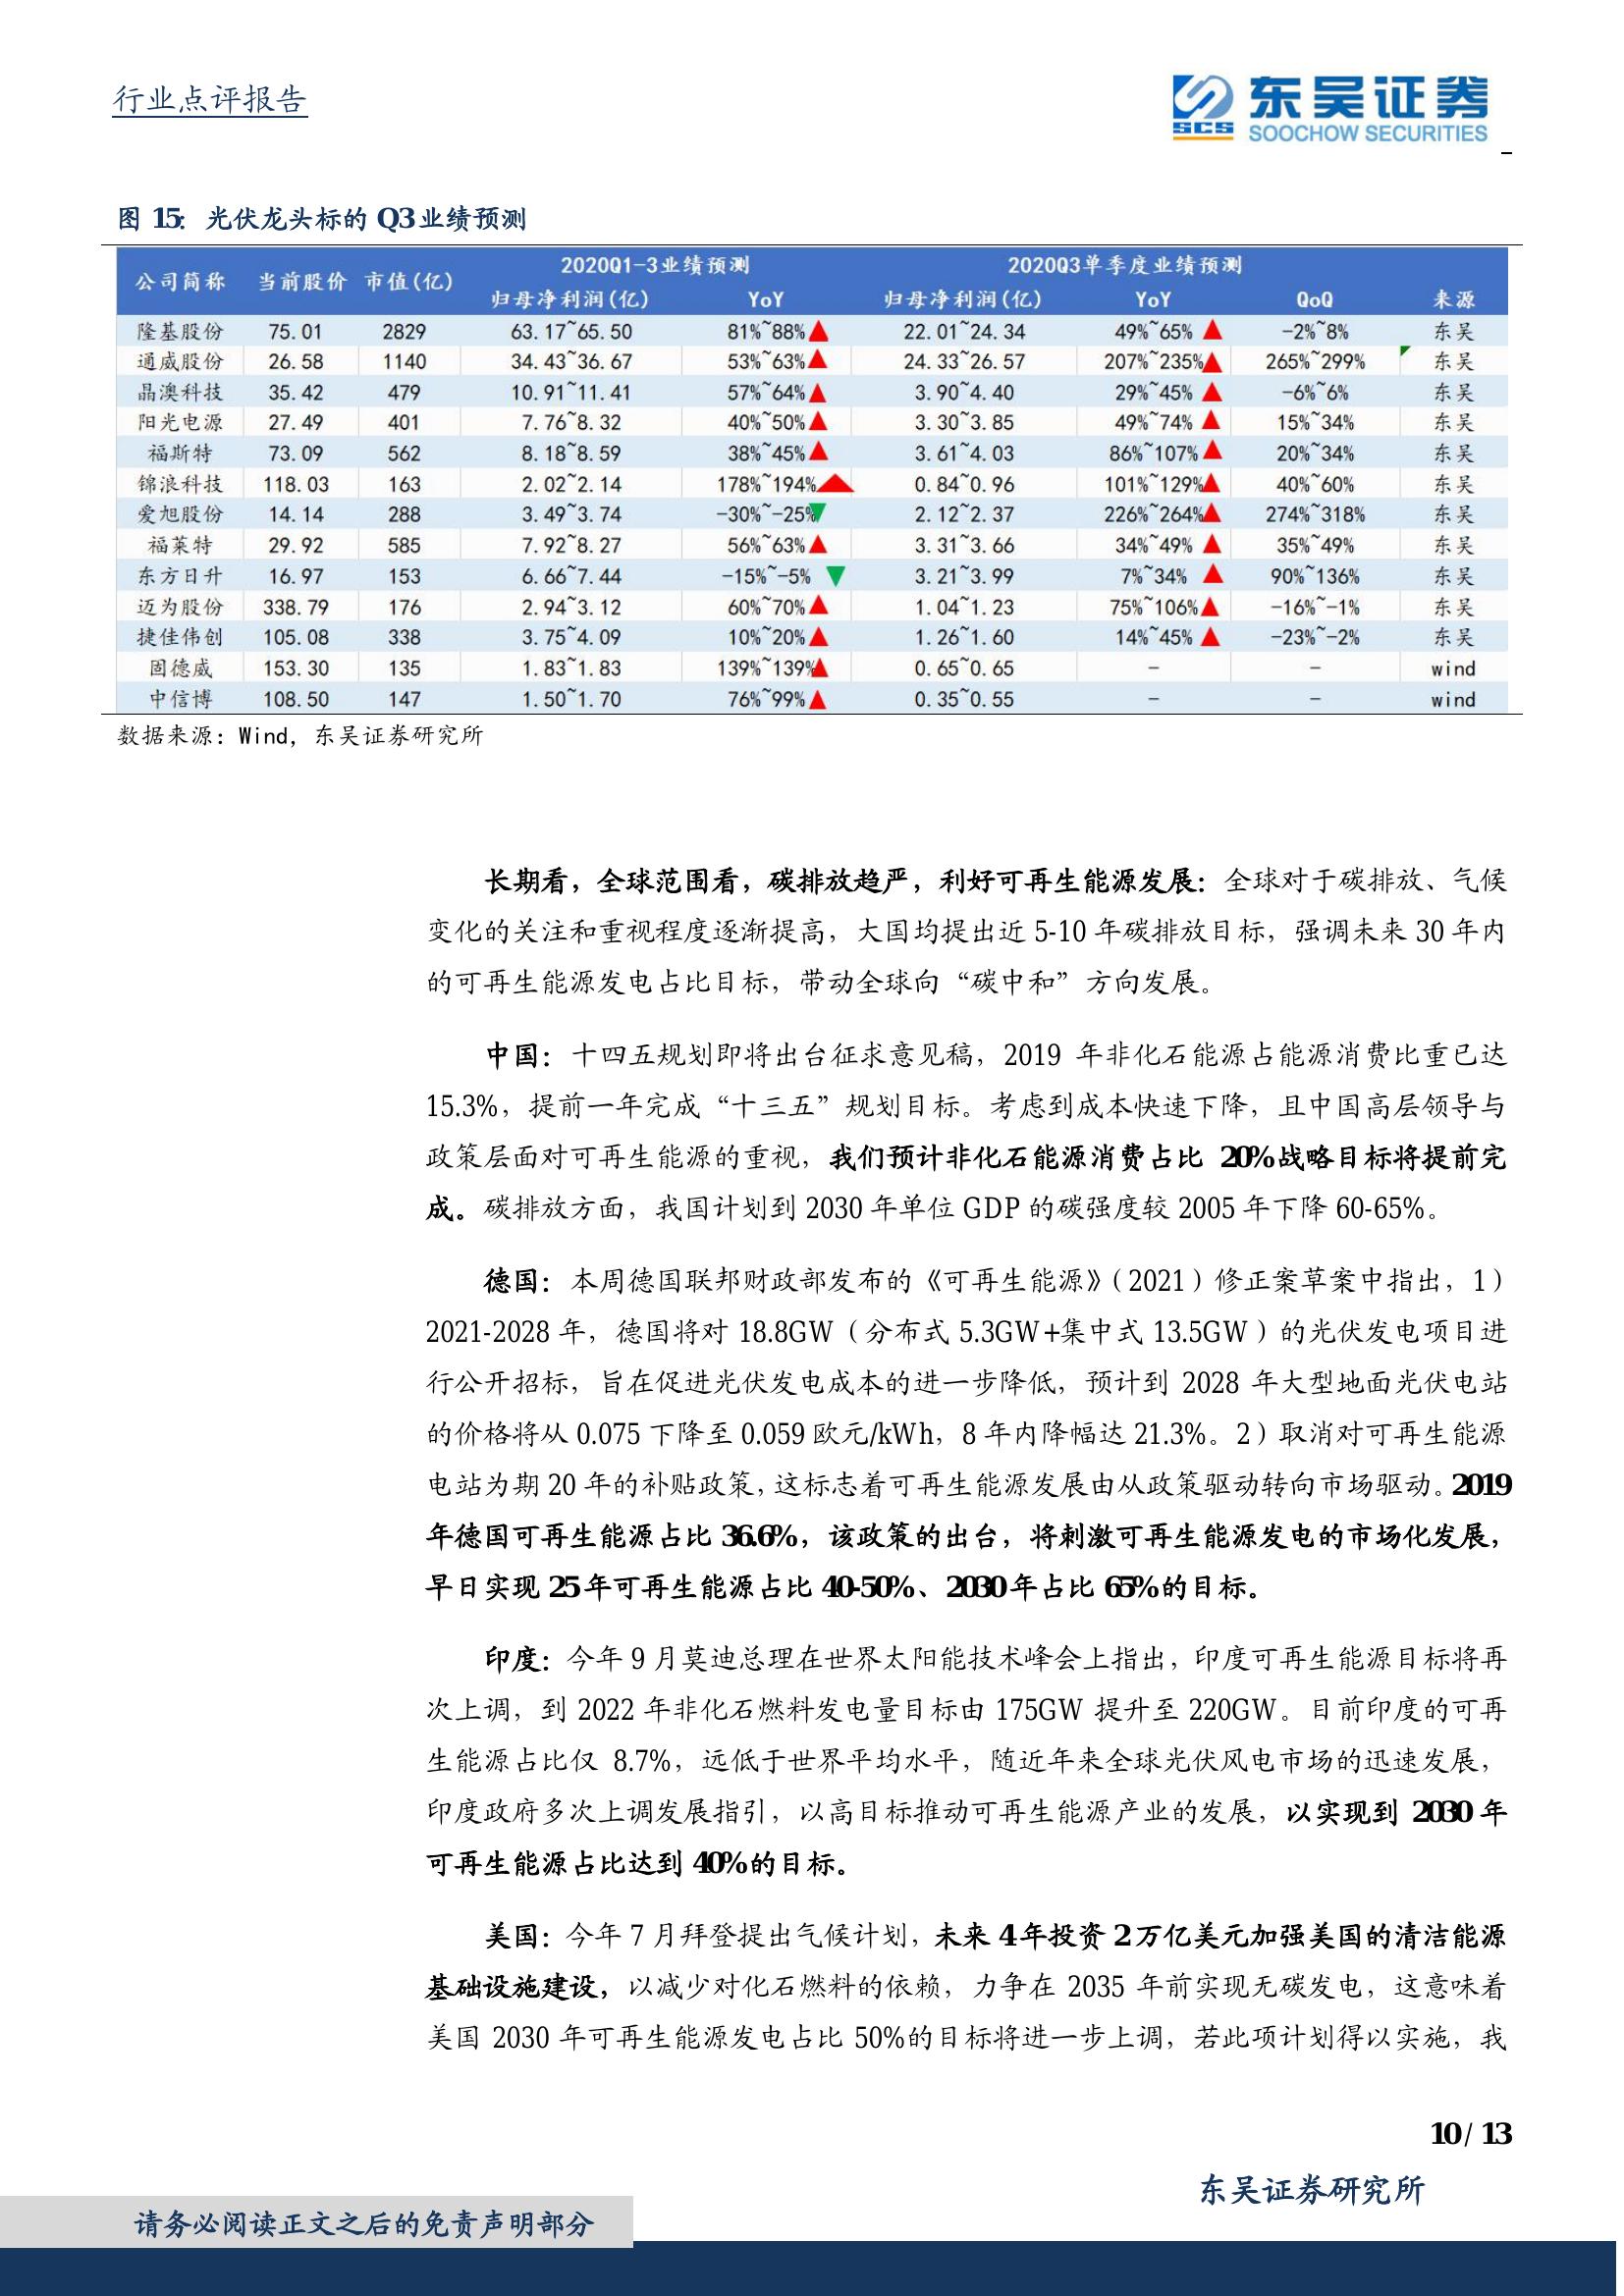 行业点评报告
东吴证券
SCS
SOOCHOW SECURITIES
图 15: 光伏龙头标的 Q3 业绩预测
公司简称 当前股价 市值(亿) 2020Q1-3业绩预测 2020Q3单季度业绩预测
归母净利润(亿) YoY 归母净利润(亿) YoY QoQ 来源
隆基股份 75.01 2829 63.17~65.50 81%~88% 22.01~24.34 49%~65% -2%~8% 东吴
通威股份 26.58 1140 34.43~36.67 53%~63% 24.33~26.57 207%~235% 265%~299% 东吴
晶澳科技 35.42 479 10.91~11.41 57%~64% 3.90~4.40 29%~45% -6%~6% 东吴
阳光电源 27.49 401 7.76~8.32 40%~50% 3.30~3.85 49%~74% 15%~34% 东吴
福斯特 73.09 562 8.18~8.59 38%~45% 3.61~4.03 86%~107% 20%~34% 东吴
锦浪科技 118.03 163 2.02~2.14 178%~194% 0.84~0.96 101%~129% 40%~60% 东吴
爱旭股份 14.14 288 3.49~3.74 -30%~-25% 2.12~2.37 226%~264% 274%~318% 东吴
福莱特 29.92 585 7.92~8.27 56%~63% 3.31~3.66 34%~49% 35%~49% 东吴
东方日升 16.97 153 6.66~7.44 -15%~-5% 3.21~3.99 7%~34% 90%~136% 东吴
迈为股份 338.79 176 2.94~3.12 60%~70% 1.04~1.23 75%~106% -16%~-1% 东吴
捷佳伟创 105.08 338 3.75~4.09 10%~20% 1.26~1.60 14%~45% -23%~-2% 东吴
固德威 153.30 135 1.83~1.83 139%~139% 0.65~0.65 - - wind
中信博 108.50 147 1.50~1.70 76%~99% 0.35~0.55 - - wind
数据来源：Wind，东吴证券研究所
长期看，全球范围看，碳排放趋严，利好可再生能源发展：全球对于碳排放、气候
变化的关注和重视程度逐渐提高，大国均提出近 5-10 年碳排放目标，强调未来 30 年内
的可再生能源发电占比目标，带动全球向“碳中和”方向发展。
中国：十四五规划即将出台征求意见稿，2019 年非化石能源占能源消费比重已达
15.3%，提前一年完成“十三五”规划目标。考虑到成本快速下降，且中国高层领导与
政策层面对可再生能源的重视，我们预计非化石能源消费占比 20%战略目标将提前完
成。碳排放方面，我国计划到 2030 年单位 GDP 的碳强度较 2005 年下降 60-65%。
德国：本周德国联邦财政部发布的《可再生能源》（2021）修正案草案中指出，1）
2021-2028 年，德国将对 18.8GW（分布式 5.3GW+集中式 13.5GW）的光伏发电项目进
行公开招标，旨在促进光伏发电成本的进一步降低，预计到 2028 年大型地面光伏电站
的价格将从 0.075 下降至 0.059 欧元/kWh，8 年内降幅达 21.3%。2）取消对可再生能源
电站为期 20 年的补贴政策，这标志着可再生能源发展由从政策驱动转向市场驱动。2019
年德国可再生能源占比 36.6%，该政策的出台，将刺激可再生能源发电的市场化发展，
早日实现 25 年可再生能源占比 40-50%、2030 年占比 65%的目标。
印度：今年 9 月莫迪总理在世界太阳能技术峰会上指出，印度可再生能源目标将再
次上调，到 2022 年非化石燃料发电量目标由 175GW 提升至 220GW。目前印度的可再
生能源占比仅 8.7%，远低于世界平均水平，随近年来全球光伏风电市场的迅速发展，
印度政府多次上调发展指引，以高目标推动可再生能源产业的发展，以实现到 2030 年
可再生能源占比达到 40%的目标。
美国：今年 7 月拜登提出气候计划，未来 4 年投资 2 万亿美元加强美国的清洁能源
基础设施建设，以减少对化石燃料的依赖，力争在 2035 年前实现无碳发电，这意味着
美国 2030 年可再生能源发电占比 50%的目标将进一步上调，若此项计划得以实施，我
10 / 13
东吴证券研究所
请务必阅读正文之后的免责声明部分